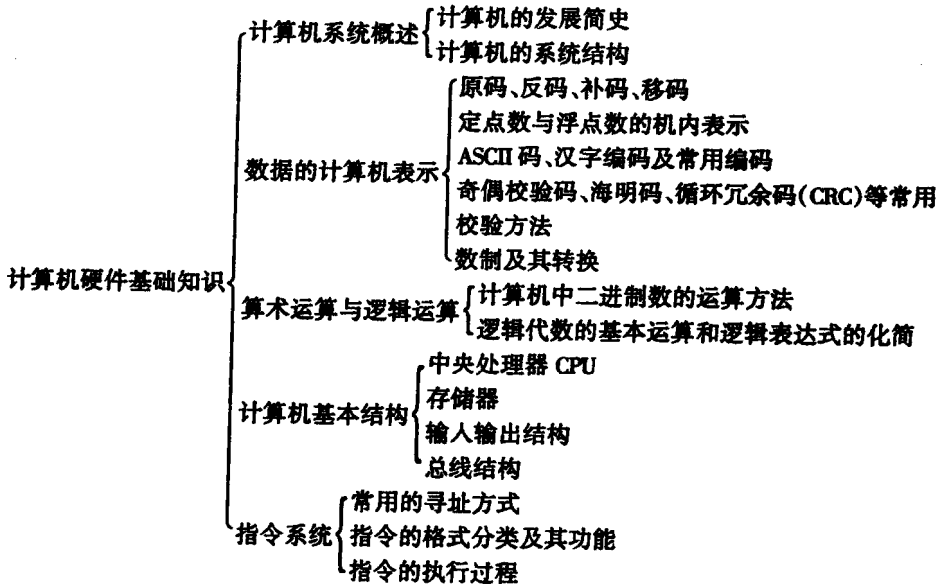 计算机系统概述
计算机的发展简史
计算机的系统结构
原码、反码、补码、移码
定点数与浮点数的机内表示
数据的计算机表示
ASCII 码、汉字编码及常用编码
奇偶校验码、海明码、循环冗余码(CRC)等常用
校验方法
数制及其转换
计算机硬件基础知识
算术运算与逻辑运算
计算机中二进制数的运算方法
逻辑代数的基本运算和逻辑表达式的化简
计算机基本结构
中央处理器 CPU
存储器
输人输出结构
总线结构
指令系统
常用的寻址方式
指令的格式分类及其功能
指令的执行过程